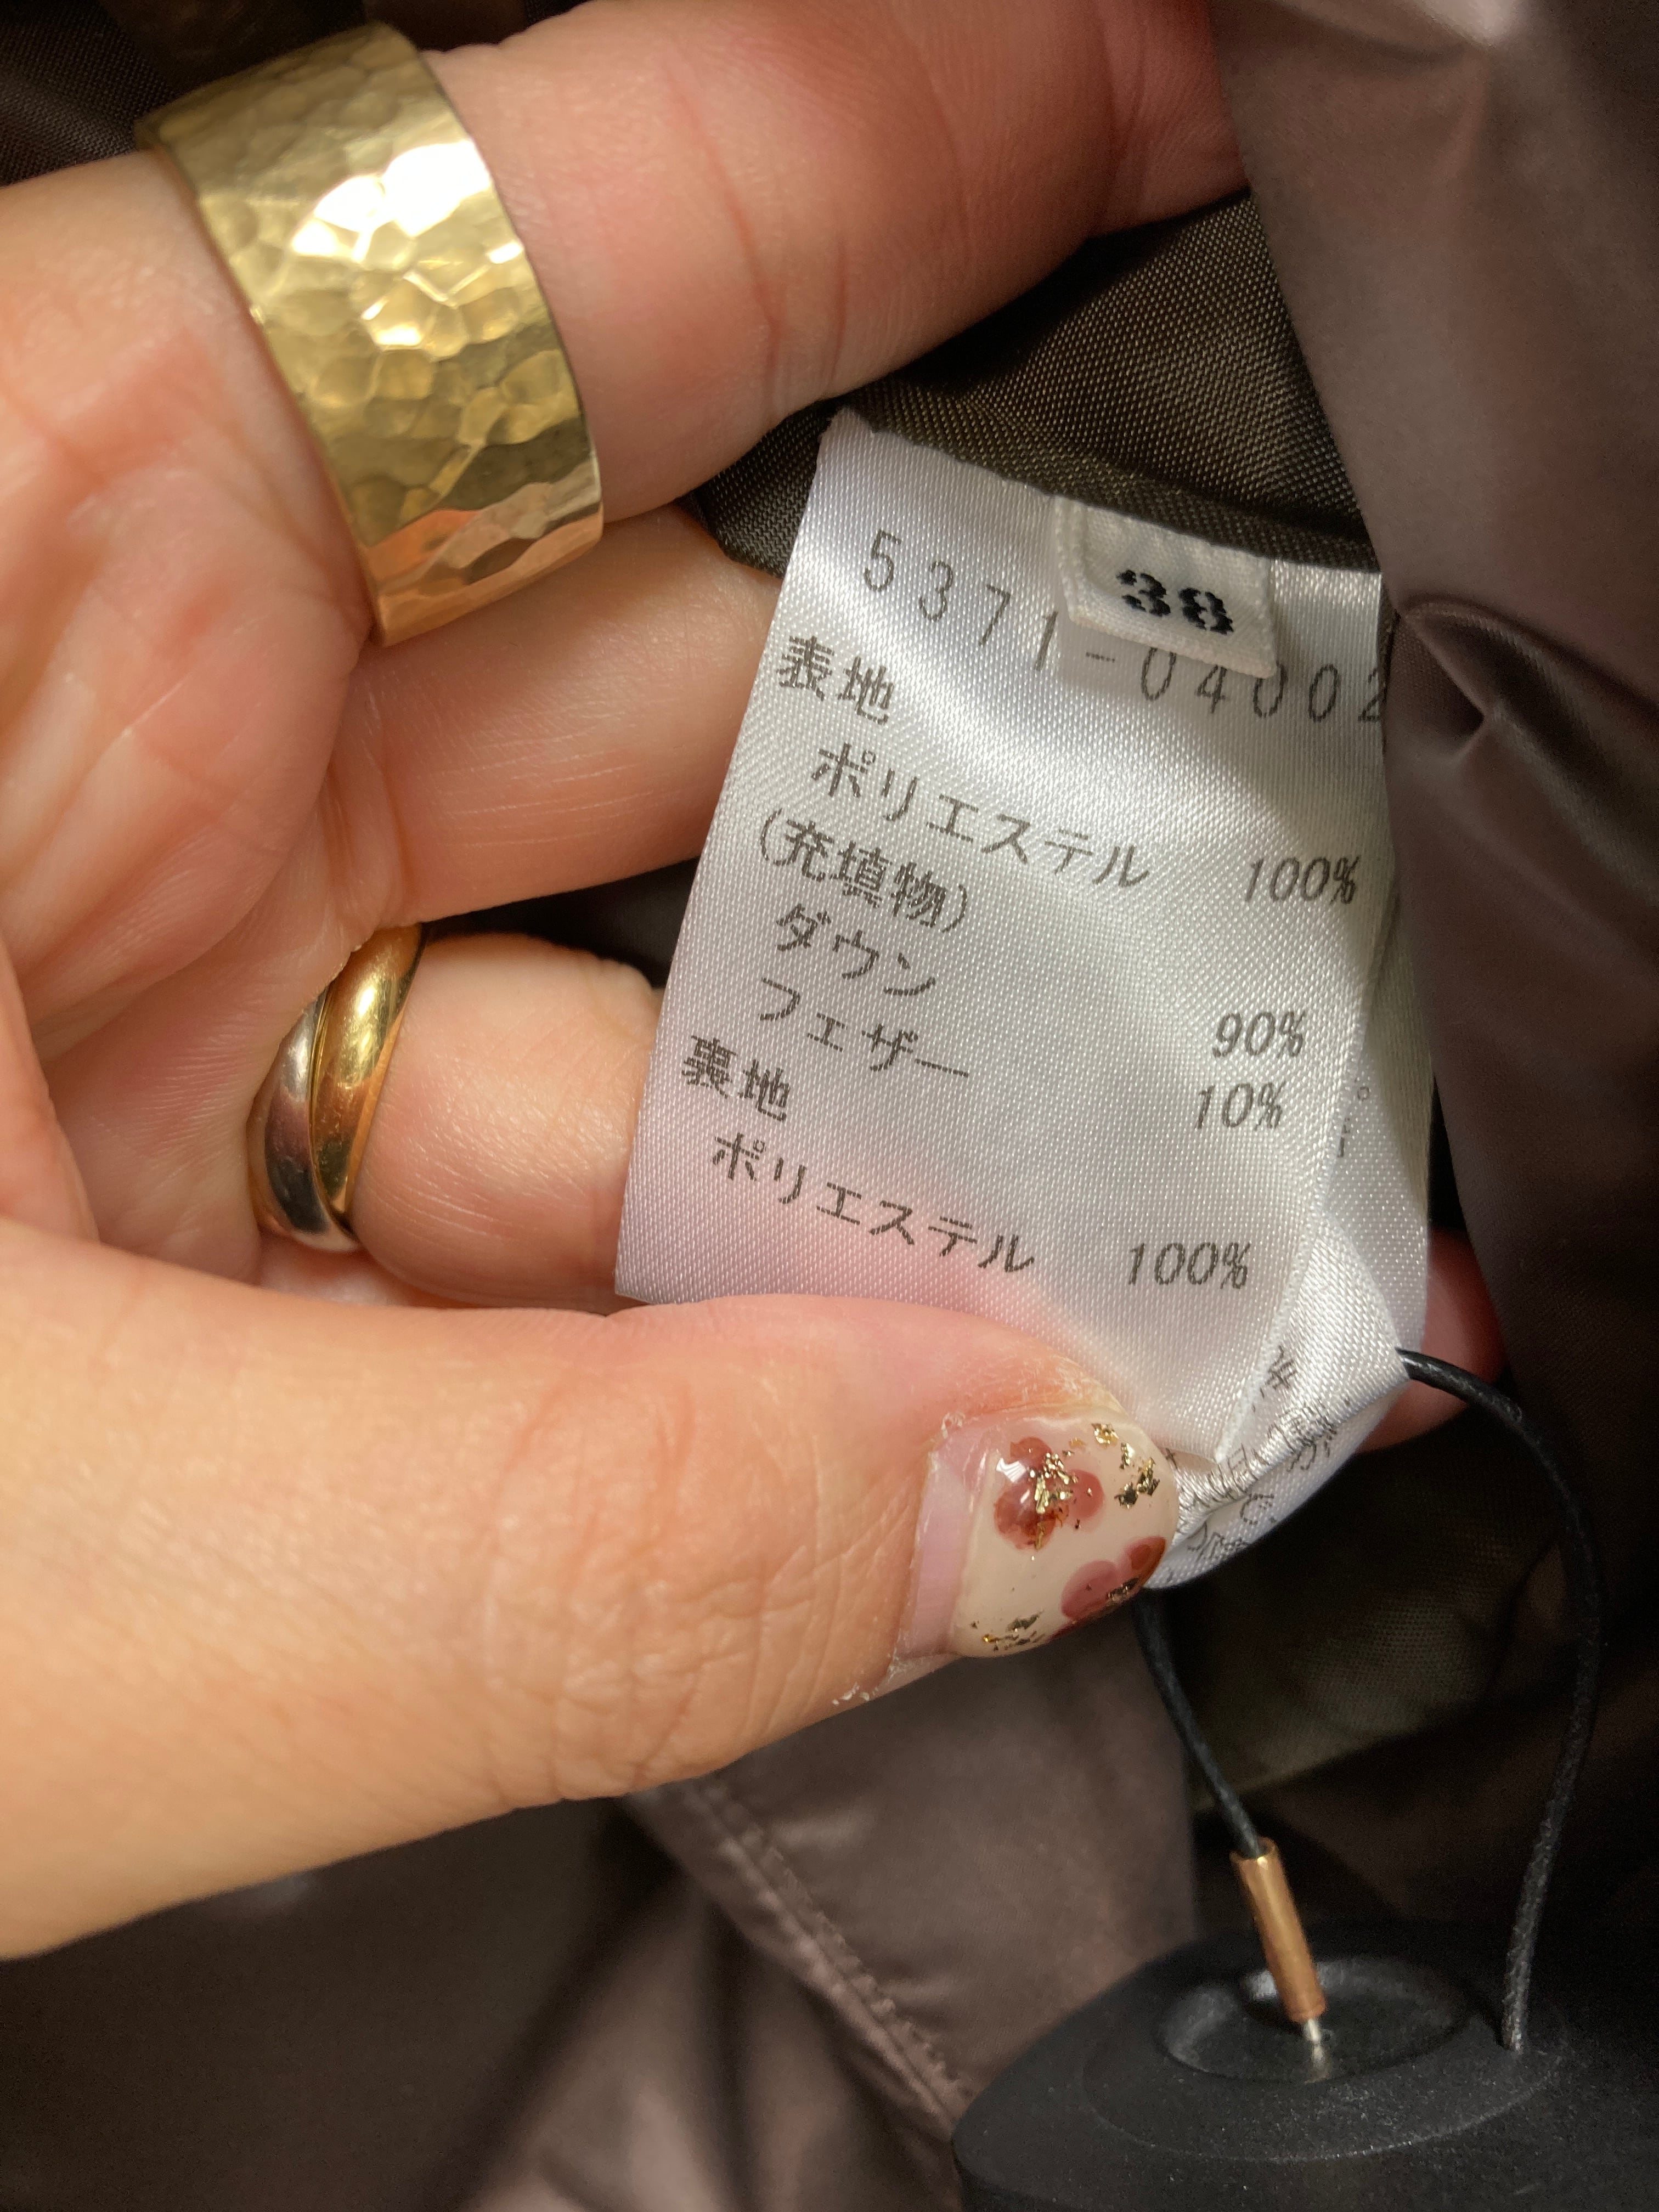 38
5371-04002
表地
ポリエステル 100%
(充填物)
ダウン 90%
フェザー 10%
裏地
ポリエステル 100%